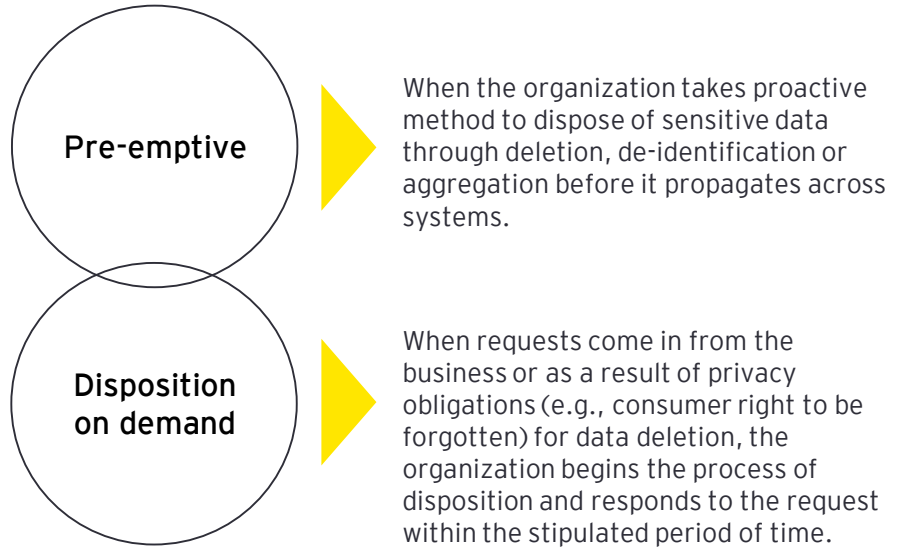 Pre-emptive
When the organization takes proactive
method to dispose of sensitive data
through deletion, de-identification or
aggregation before it propagates across
systems.
Disposition
on demand
When requests come in from the
business or as a result of privacy
obligations (e.g., consumer right to be
forgotten) for data deletion, the
organization begins the process of
disposition and responds to the request
within the stipulated period of time.